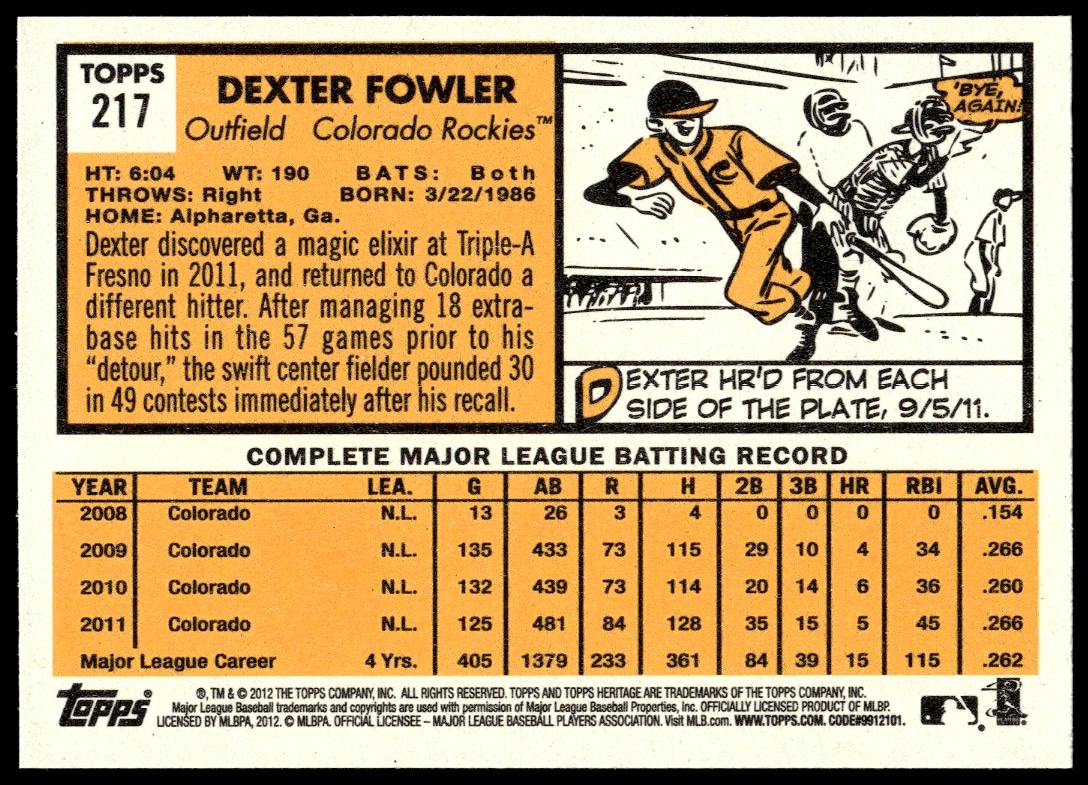 TOPPS
217
DEXTER FOWLER
Outfield Colorado Rockies™
HT: 6:04 WT: 190 BATS: Both
THROWS: Right BORN: 3/22/1986
HOME: Alpharetta, Ga.
Dexter discovered a magic elixir at Triple-A
Fresno in 2011, and returned to Colorado a
different hitter. After managing 18 extra-
base hits in the 57 games prior to his
“detour,” the swift center fielder pounded 30
in 49 contests immediately after his recall.
'BYE,
AGAIN!
C
DEXTER HR'D FROM EACH
SIDE OF THE PLATE, 9/5/11.
COMPLETE MAJOR LEAGUE BATTING RECORD
YEAR TEAM LEA. G AB R H 2B 3B HR RBI AVG.
2008 Colorado N.L. 13 26 3 4 0 0 0 0 .154
2009 Colorado N.L. 135 433 73 115 29 10 4 34 .266
2010 Colorado N.L. 132 439 73 114 20 14 6 36 .260
2011 Colorado N.L. 125 481 84 128 35 15 5 45 .266
Major League Career 4 Yrs. 405 1379 233 361 84 39 15 115 .262
topps®
®, TM & © 2012 THE TOPPS COMPANY, INC. ALL RIGHTS RESERVED. TOPPS AND TOPPS HERITAGE ARE TRADEMARKS OF THE TOPPS COMPANY, INC.
Major League Baseball trademarks and copyrights are used with permission of Major League Baseball Properties, Inc. OFFICIALLY LICENSED PRODUCT OF MLBP.
LICENSED BY MLBPA, 2012. © MLBPA. OFFICIAL LICENSEE – MAJOR LEAGUE BASEBALL PLAYERS ASSOCIATION. Visit MLB.com. WWW.TOPPS.COM. CODE#9912101.